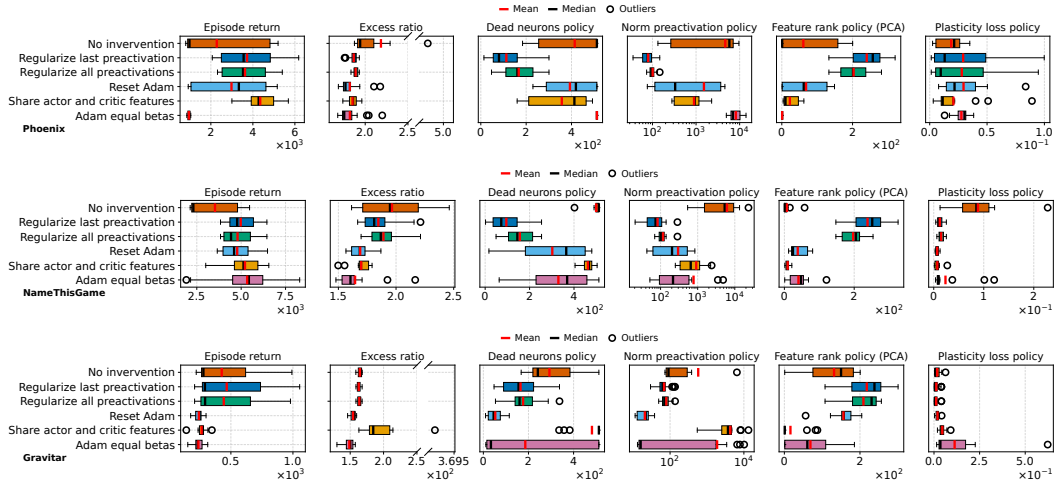 Mean Median Outliers
Episode return Excess ratio Dead neurons policy Norm preactivation policy Feature rank policy (PCA) Plasticity loss policy
No invervention
Regularize last preactivation
Regularize all preactivations
Reset Adam
Share actor and critic features
Adam equal betas
2 4 6 2.0 2.5 5.0 0 2 4 10² 10³ 10⁴ 0 2 0.0 0.5 1.0
×10³ ×10² ×10² ×10⁻¹
Phoenix
Mean Median Outliers
Episode return Excess ratio Dead neurons policy Norm preactivation policy Feature rank policy (PCA) Plasticity loss policy
No invervention
Regularize last preactivation
Regularize all preactivations
Reset Adam
Share actor and critic features
Adam equal betas
2.5 5.0 7.5 1.5 2.0 2.5 0 2 4 10² 10³ 10⁴ 0 2 0 1 2
×10³ ×10² ×10² ×10⁻¹
NameThisGame
Mean Median Outliers
Episode return Excess ratio Dead neurons policy Norm preactivation policy Feature rank policy (PCA) Plasticity loss policy
No invervention
Regularize last preactivation
Regularize all preactivations
Reset Adam
Share actor and critic features
Adam equal betas
0.5 1.0 1.5 2.0 2.5 3.695 0 2 4 10² 10⁴ 0 2 0.0 2.5 5.0
×10³ ×10² ×10² ×10² ×10⁻¹
Gravitar